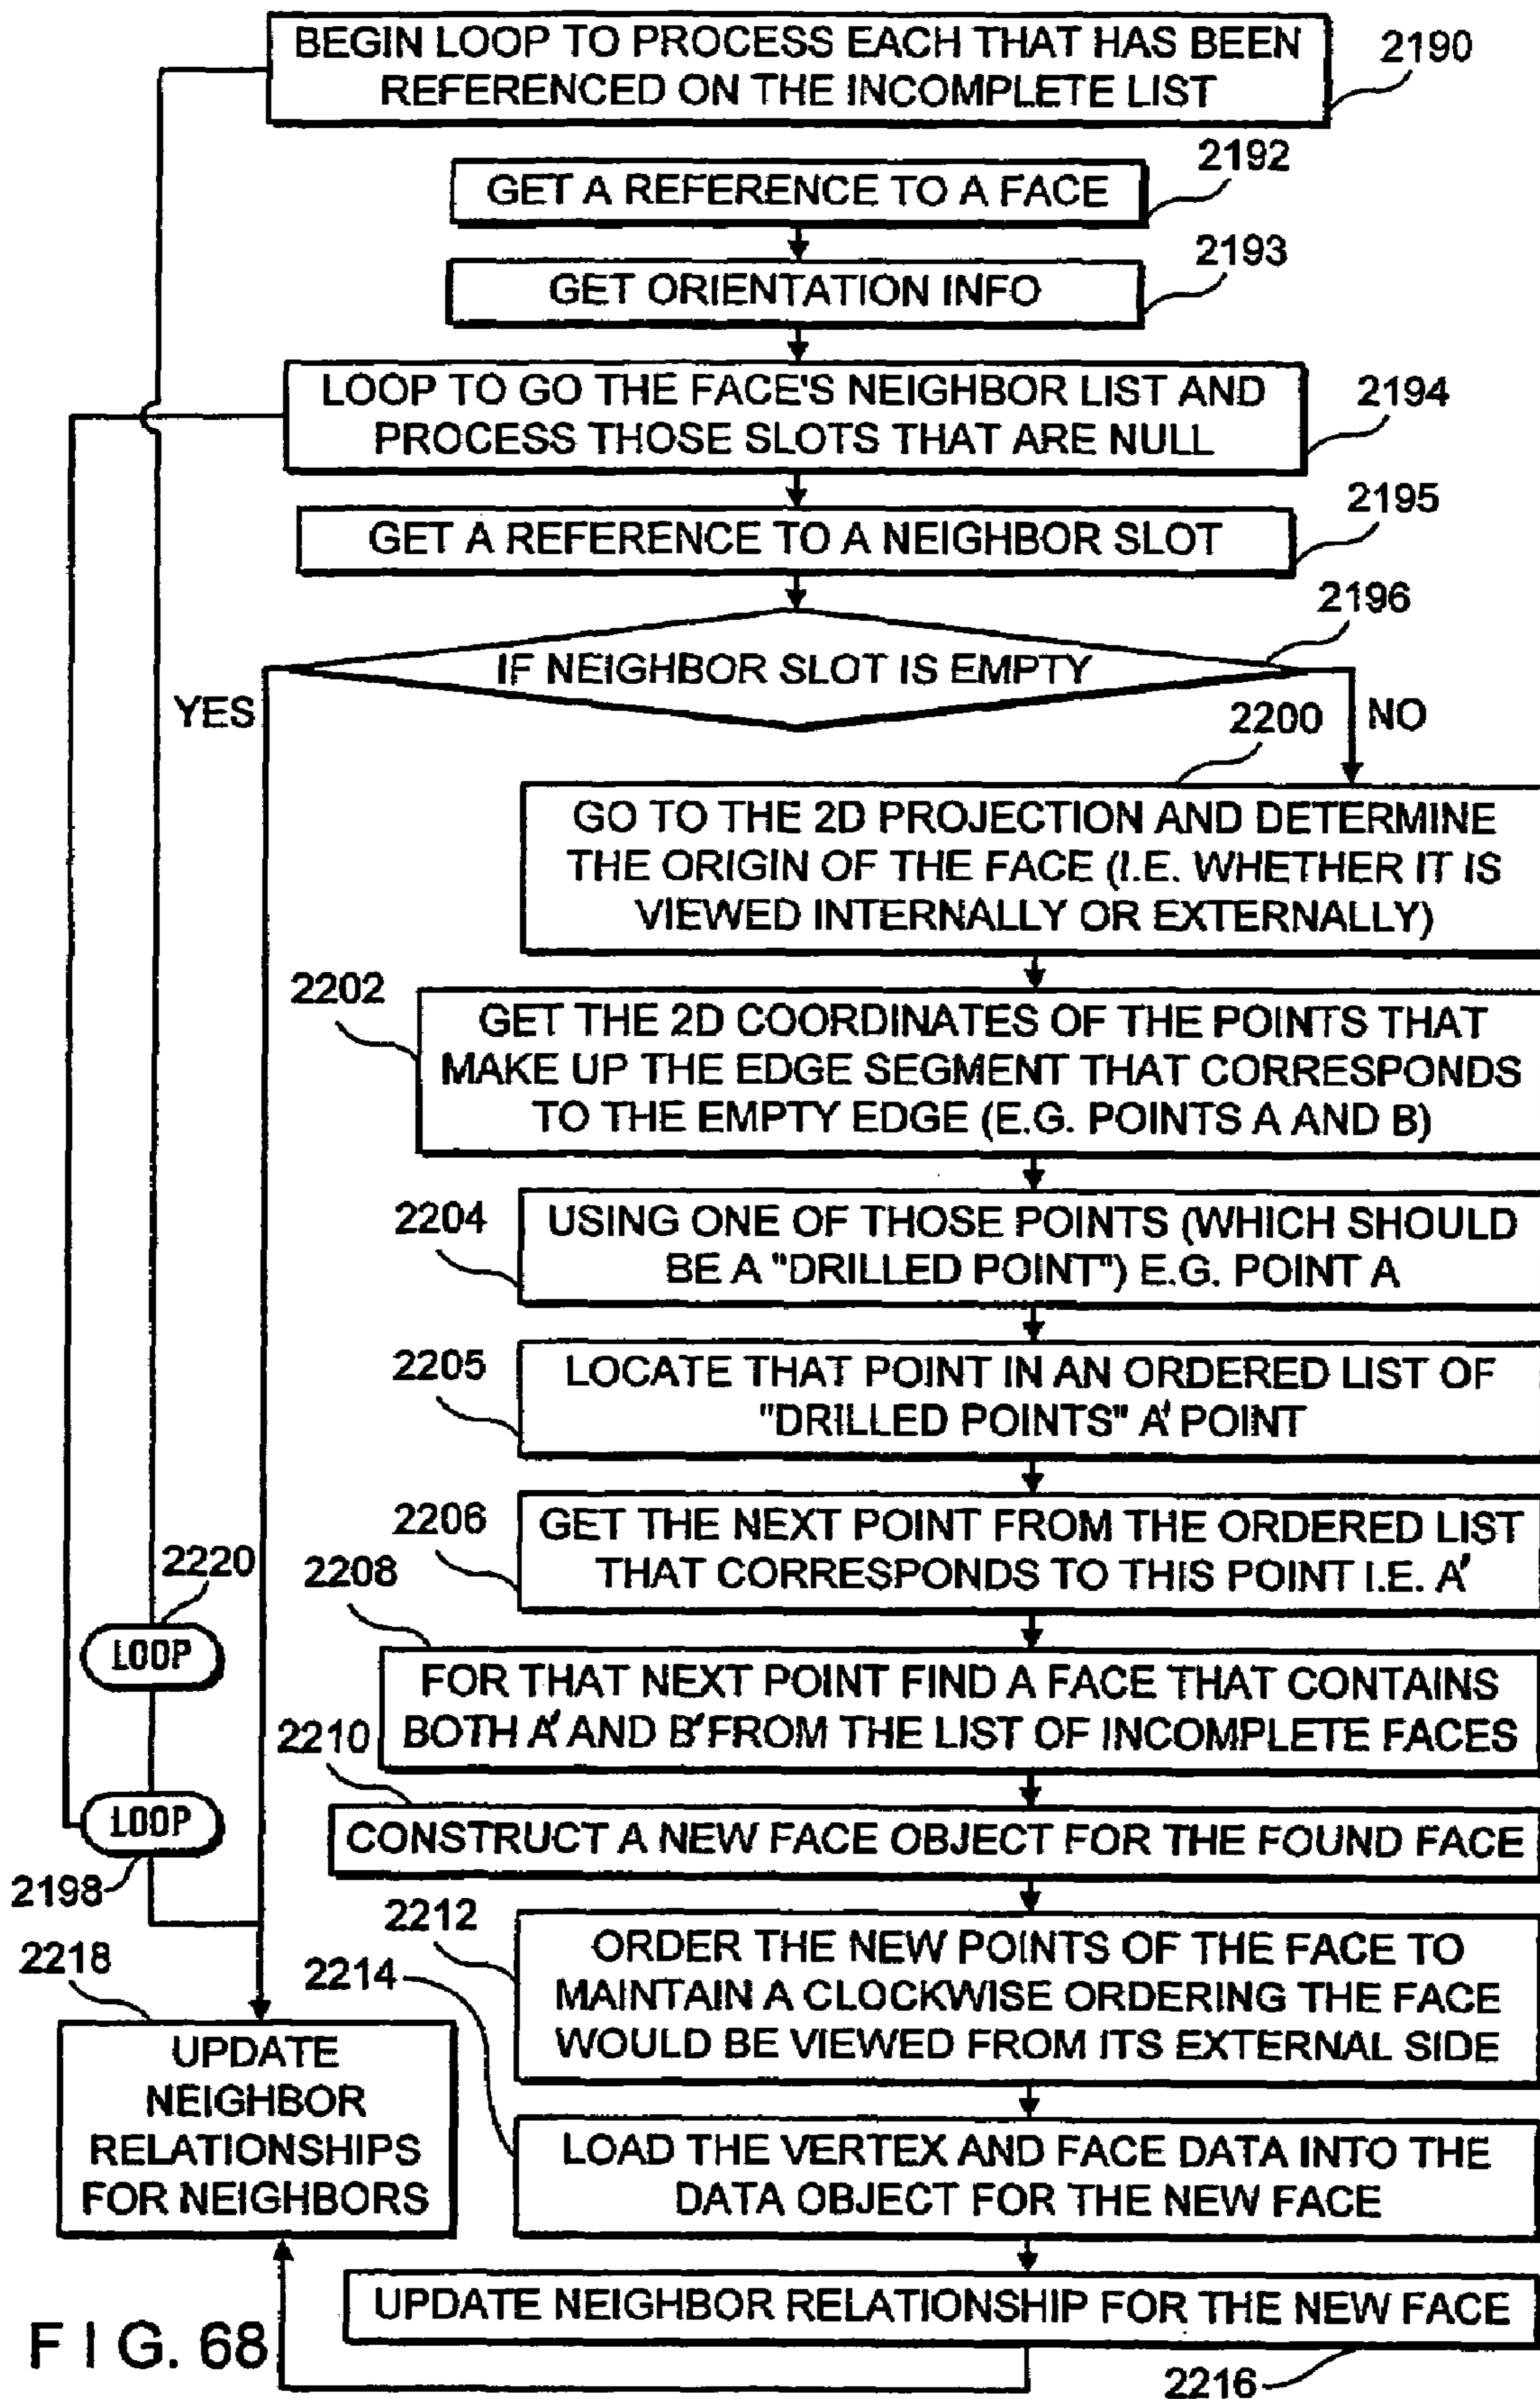 BEGIN LOOP TO PROCESS EACH THAT HAS BEEN
REFERENCED ON THE INCOMPLETE LIST
2190
2192
GET A REFERENCE TO A FACE
2193
GET ORIENTATION INFO
LOOP TO GO THE FACE'S NEIGHBOR LIST AND
PROCESS THOSE SLOTS THAT ARE NULL
2194
2195
GET A REFERENCE TO A NEIGHBOR SLOT
2196
IF NEIGHBOR SLOT IS EMPTY
YES
NO
2200
GO TO THE 2D PROJECTION AND DETERMINE
THE ORIGIN OF THE FACE (I.E. WHETHER IT IS
VIEWED INTERNALLY OR EXTERNALLY)
2202
GET THE 2D COORDINATES OF THE POINTS THAT
MAKE UP THE EDGE SEGMENT THAT CORRESPONDS
TO THE EMPTY EDGE (E.G. POINTS A AND B)
2204
USING ONE OF THOSE POINTS (WHICH SHOULD
BE A "DRILLED POINT") E.G. POINT A
2205
LOCATE THAT POINT IN AN ORDERED LIST OF
"DRILLED POINTS" A' POINT
2206
GET THE NEXT POINT FROM THE ORDERED LIST
THAT CORRESPONDS TO THIS POINT I.E. A'
2220
2208
LOOP
FOR THAT NEXT POINT FIND A FACE THAT CONTAINS
BOTH A' AND B' FROM THE LIST OF INCOMPLETE FACES
2210
LOOP
CONSTRUCT A NEW FACE OBJECT FOR THE FOUND FACE
2198
2212
ORDER THE NEW POINTS OF THE FACE TO
MAINTAIN A CLOCKWISE ORDERING THE FACE
WOULD BE VIEWED FROM ITS EXTERNAL SIDE
2218
2214
UPDATE
NEIGHBOR
RELATIONSHIPS
FOR NEIGHBORS
LOAD THE VERTEX AND FACE DATA INTO THE
DATA OBJECT FOR THE NEW FACE
UPDATE NEIGHBOR RELATIONSHIP FOR THE NEW FACE
2216
FIG. 68